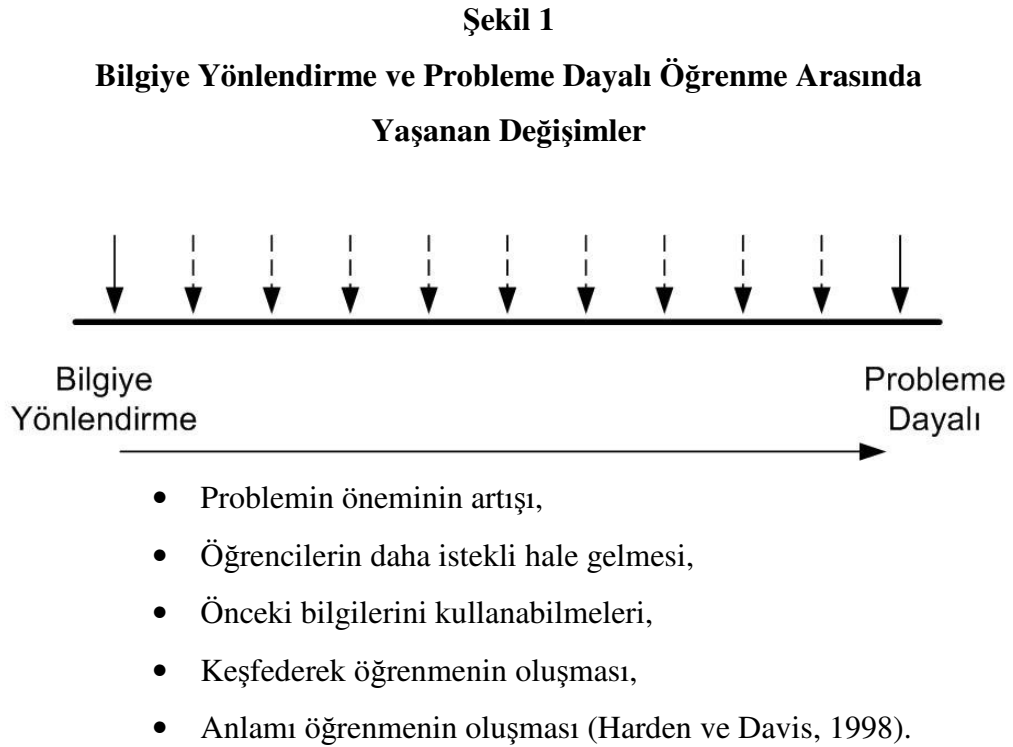 Şekil 1
Bilgiye Yönlendirme ve Probleme Dayalı Öğrenme Arasında
Yaşanan Değişimler
Bilgiye
Yönlendirme
Probleme
Dayalı
• Problemin öneminin artışı,
• Öğrencilerin daha istekli hale gelmesi,
• Önceki bilgilerini kullanabilmeleri,
• Keşfederek öğrenmenin oluşması,
• Anlamı öğrenmenin oluşması (Harden ve Davis, 1998).